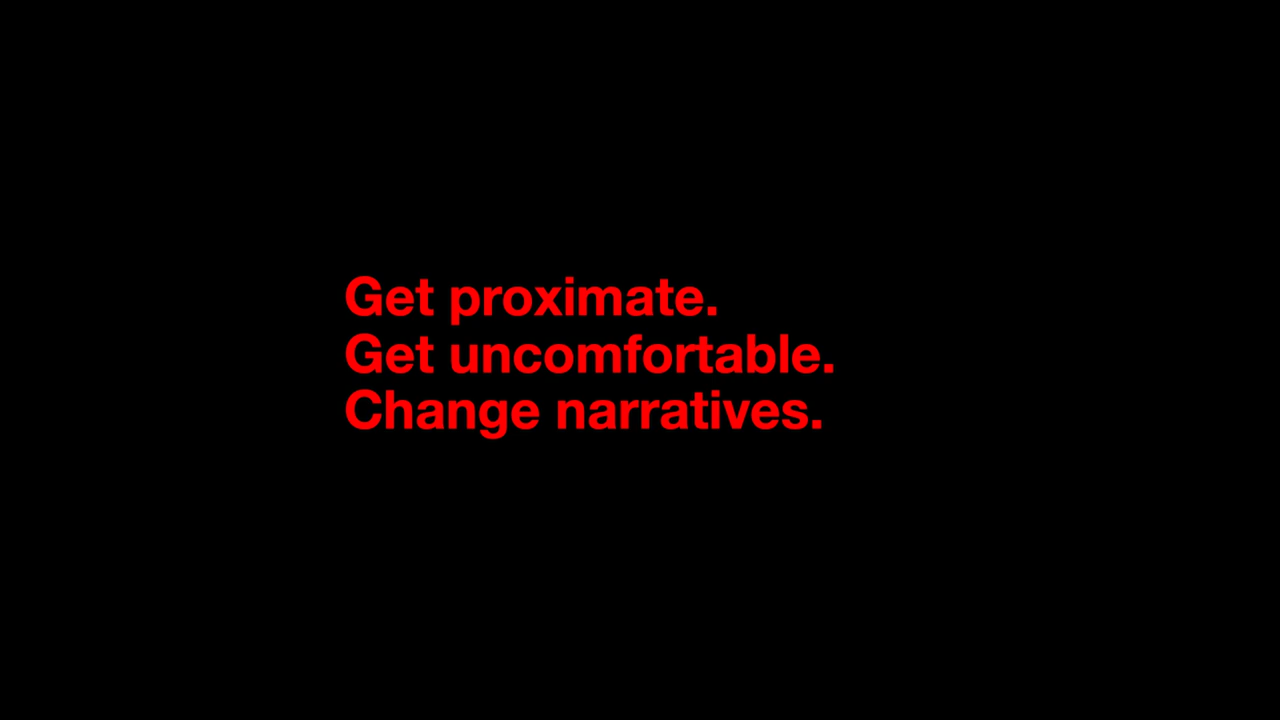 Get proximate.
Get uncomfortable.
Change narratives.